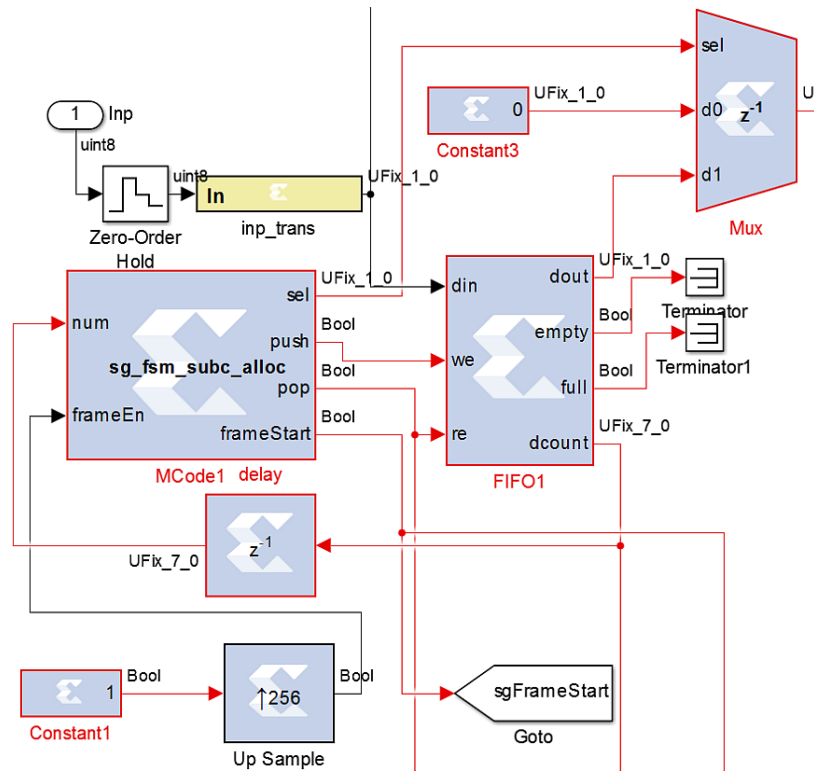 sel
UFix_1_0
U
0
d0
z-1
Constant3
1
Inp
uint8
d1
uint8
UFix_1_0
In
inp_trans
Mux
Zero-Order
Hold
UFix_1_0
sel
din
dout
UFix_1_0
num
Bool
push
empty
Bool
Terminator
sg_fsm_subc_alloc
we
Bool
pop
full
Bool
Terminator1
frameEn
Bool
frameStart
re
dcount
UFix_7_0
MCode1
delay
FIFO1
z-1
UFix_7_0
Bool
1
Constant1
↑256
Bool
Up Sample
sgFrameStart
Goto